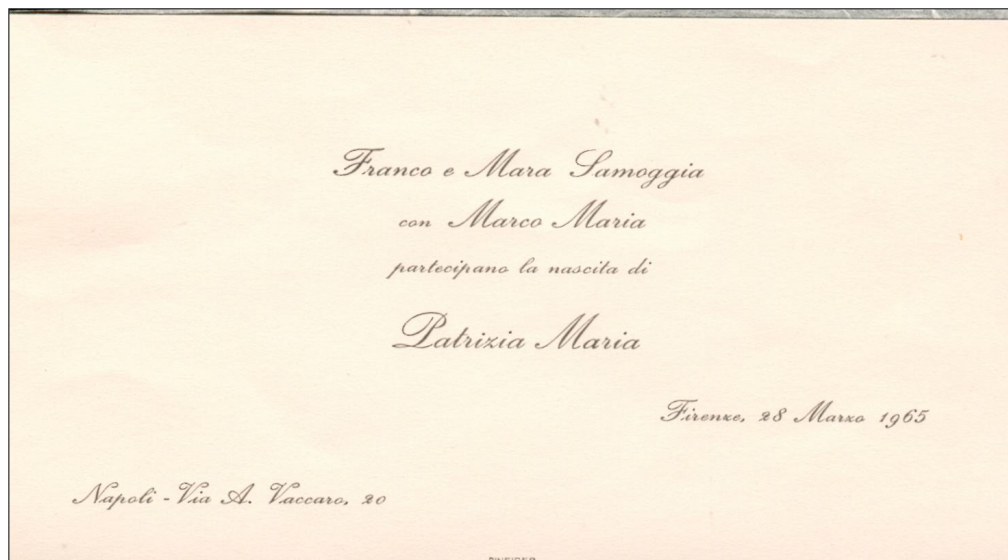 Franco e Mara Samoggia
con Marco Maria
partecipano la nascita di
Patrizia Maria
Firenze, 28 Marzo 1965
Napoli - Via A. Vaccaro, 20